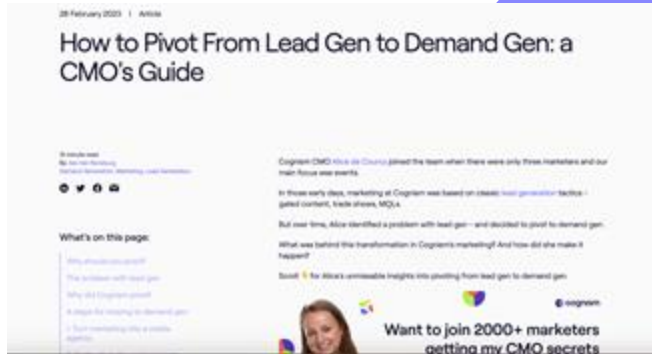 28 February 2023 | Article
How to Pivot From Lead Gen to Demand Gen: a
CMO's Guide
Cognism CMO Alice de Courcy joined the team when there were only three marketers and our
main focus was events.
In those early days, marketing at Cognism was based on classic lead generation tactics -
gated content, trade shows, MQLs.
But over time, Alice identified a problem with lead gen - and decided to pivot to demand gen.
What was behind this transformation in Cognism's marketing? And how did she make it
happen?
Scroll 👇 for Alice's unmissable insights into pivoting from lead gen to demand gen.
What's on this page:
Why should you pivot?
The problem with lead gen
Why did Cognism pivot?
cognism
Want to join 2000+ marketers
getting my CMO secrets